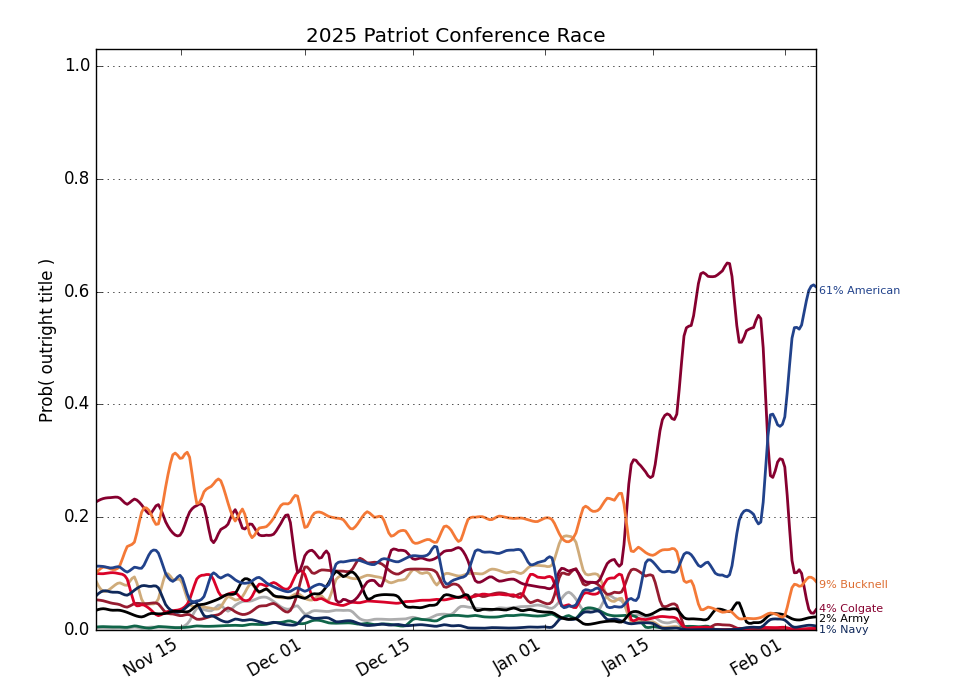 2025 Patriot Conference Race
Prob( outright title )
1.0
0.8
0.6
0.4
0.2
0.0
61% American
9% Bucknell
4% Colgate
2% Army
1% Navy
Nov 15
Dec 01
Dec 15
Jan 01
Jan 15
Feb 01